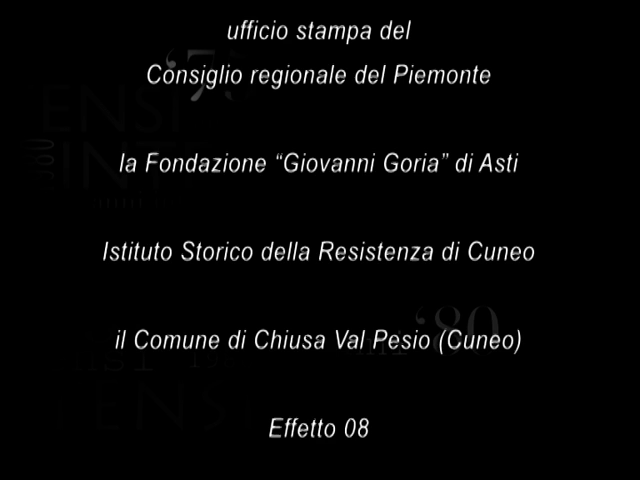 ufficio stampa del
Consiglio regionale del Piemonte
la Fondazione “Giovanni Goria” di Asti
Istituto Storico della Resistenza di Cuneo
il Comune di Chiusa Val Pesio (Cuneo)
Effetto 08
‘80